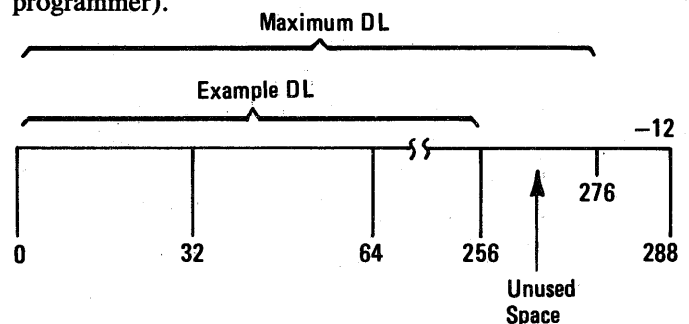 programmer).
Maximum DL
Example DL
–12
276
0 32 64 256 288
Unused
Space